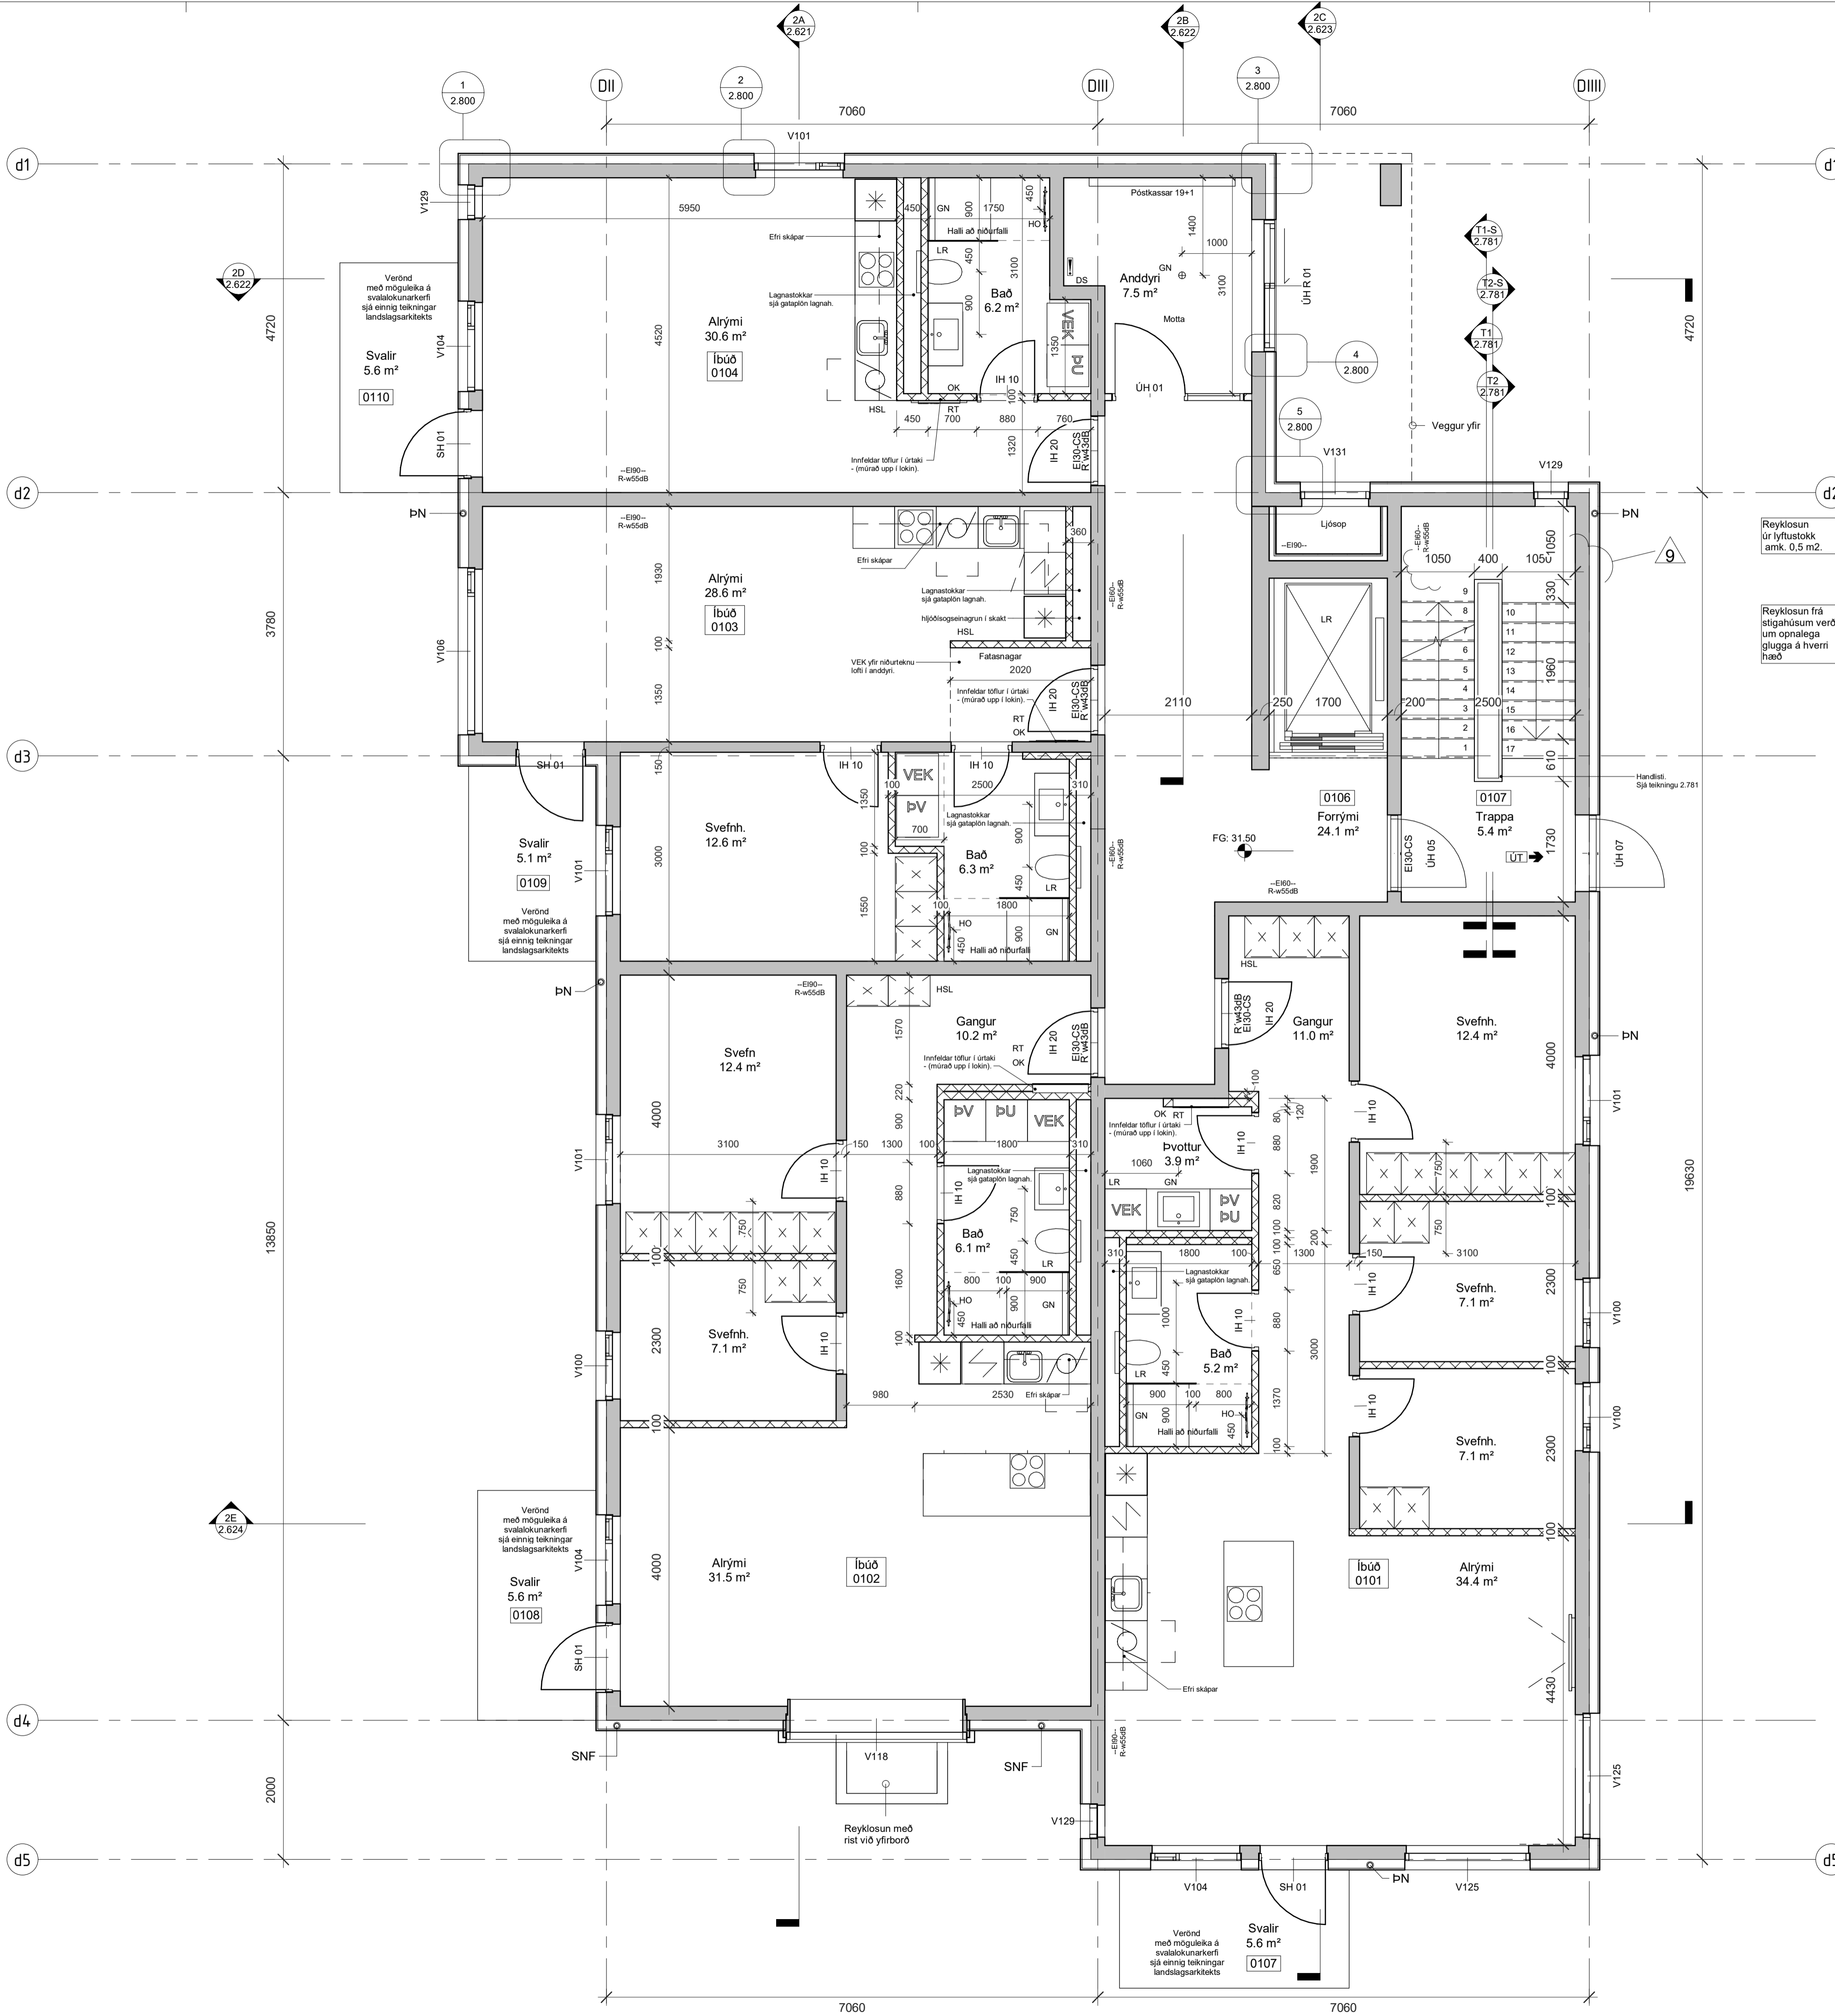 2A
2.621
2B
2.622
2C
2.623
1
2.800
DII
2
2.800
DIII
3
2.800
DIIII
7060
7060
V101
d1
V129
5950
450
GN
900
1750
450
HO
Halli að niðurfalli
Póstkassar 19+1
1400
1000
T1-S
2.781
Efri skápar
LR
450
3100
DS
Anddyri
7.5 m²
GN
3100
ÚH R 01
T2-S
2.781
2D
2.622
Verönd
með möguleika á
svalalokunarkerfi
sjá einnig teikningar
landslagsarkitekts
Lagnastokkar
sjá gataplön lagnah.
Bað
6.2 m²
900
VEK
ÞU
1350
Motta
T1
2.781
4720
4520
Alrými
30.6 m²
Íbúð
0104
V104
Svalir
5.6 m²
0110
4
2.800
T2
2.781
4720
OK
IH 10
100
ÚH 01
HSL
RT
450
700
880
760
5
2.800
Veggur yfir
SH 01
1320
IH 20
EI30-CS
R'w43dB
Innfeldar töflur í úrtaki
- (múrað upp í lokin).
--EI90--
R-w55dB
V131
V129
d2
ÞN
--EI90--
R-w55dB
360
Ljósop
--EI90--
--EI60--
R-w55dB
1050
400
1050
1050
ÞN
Reyklosun
úr lyftustokk
amk. 0,5 m2.
9
Efri skápar
1930
Alrými
28.6 m²
Íbúð
0103
Lagnastokkar
sjá gataplön lagnah.
hljóðísogseinagrun í skakt
HSL
--EI60--
R-w55dB
LR
9
8
7
6
5
4
3
2
1
10
11
12
13
14
15
16
17
330
1960
610
Reyklosun frá
stigahúsum verð
um opnalega
glugga á hverri
hæð
3780
V106
100
Fatasnagar
2020
VEK yfir niðurteknu
lofti í anddyri.
Innfeldar töflur í úrtaki
- (múrað upp í lokin).
1350
RT
OK
IH 20
EI30-CS
R'w43dB
2110
250
1700
200
2500
d3
SH 01
150
IH 10
IH 10
VEK
ÞV
100
2500
310
1350
700
Lagnastokkar
sjá gataplön lagnah.
Handlisti.
Sjá teikningu 2.781
0106
Forrými
24.1 m²
0107
Trappa
5.4 m²
Svefnh.
12.6 m²
3000
100
Bað
6.3 m²
900
450
LR
Svalir
5.1 m²
0109
V101
FG: 31.50
--EI60--
R-w55dB
EI30-CS
ÚH 05
ÚT
1730
ÚH 07
Verönd
með möguleika á
svalalokunarkerfi
sjá einnig teikningar
landslagsarkitekts
1550
100
1800
HO
450
900
GN
Halli að niðurfalli
--EI60--
R-w55dB
ÞN
--EI90--
R-w55dB
HSL
HSL
Gangur
10.2 m²
1570
RT
OK
IH 20
EI30-CS
R'w43dB
R'w43dB
EI30-CS
IH 20
Gangur
11.0 m²
Svefnh.
12.4 m²
4000
ÞN
Svefn
12.4 m²
Innfeldar töflur í úrtaki
- (múrað upp í lokin).
220
100
4000
900
ÞV
ÞU
VEK
OK
RT
Innfeldar töflur í úrtaki
- (múrað upp í lokin).
80
120
IH 10
V101
3100
150
1300
100
1800
310
Þvottur
3.9 m²
IH 10
880
1900
V101
IH 10
880
IH 10
Lagnastokkar
sjá gataplön lagnah.
1060
LR
GN
VEK
ÞV
ÞU
820
750
100
19630
13850
750
100
Bað
6.1 m²
750
450
LR
100
200
310
1800
100
100
650
1300
750
150
3100
750
1600
800
100
900
HO
450
900
GN
Halli að niðurfalli
Lagnastokkar
sjá gataplön lagnah.
1000
IH 10
880
IH 10
Svefnh.
7.1 m²
2300
V100
Svefnh.
7.1 m²
2300
V100
IH 10
100
Bað
5.2 m²
450
LR
3000
100
980
2530
Efri skápar
900
100
800
GN
900
HO
450
Halli að niðurfalli
1370
100
IH 10
Svefnh.
7.1 m²
2300
V100
100
Verönd
með möguleika á
svalalokunarkerfi
sjá einnig teikningar
landslagsarkitekts
2E
2.624
V104
4000
Alrými
31.5 m²
Íbúð
0102
Íbúð
0101
Alrými
34.4 m²
100
Svalir
5.6 m²
0108
SH 01
Efri skápar
4430
d4
SNF
V118
SNF
--EI90--
R-w55dB
V125
2000
Reyklosun með
rist við yfirborð
V129
d5
V104
SH 01
ÞN
V125
Verönd
með möguleika á
svalalokunarkerfi
sjá einnig teikningar
landslagsarkitekts
Svalir
5.6 m²
0107
7060
7060